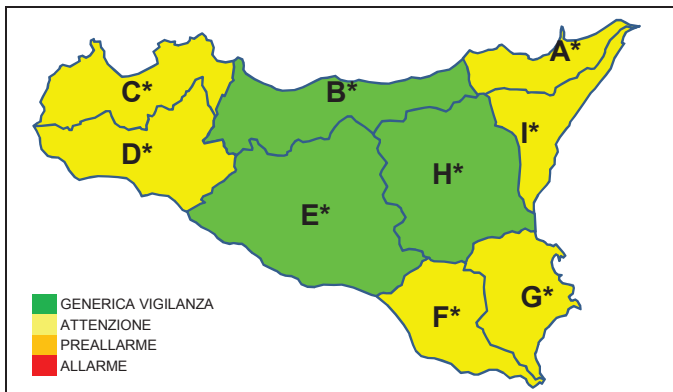 A*
C*
B*
I*
D*
H*
E*
G*
F*
GENERICA VIGILANZA
ATTENZIONE
PREALLARME
ALLARME